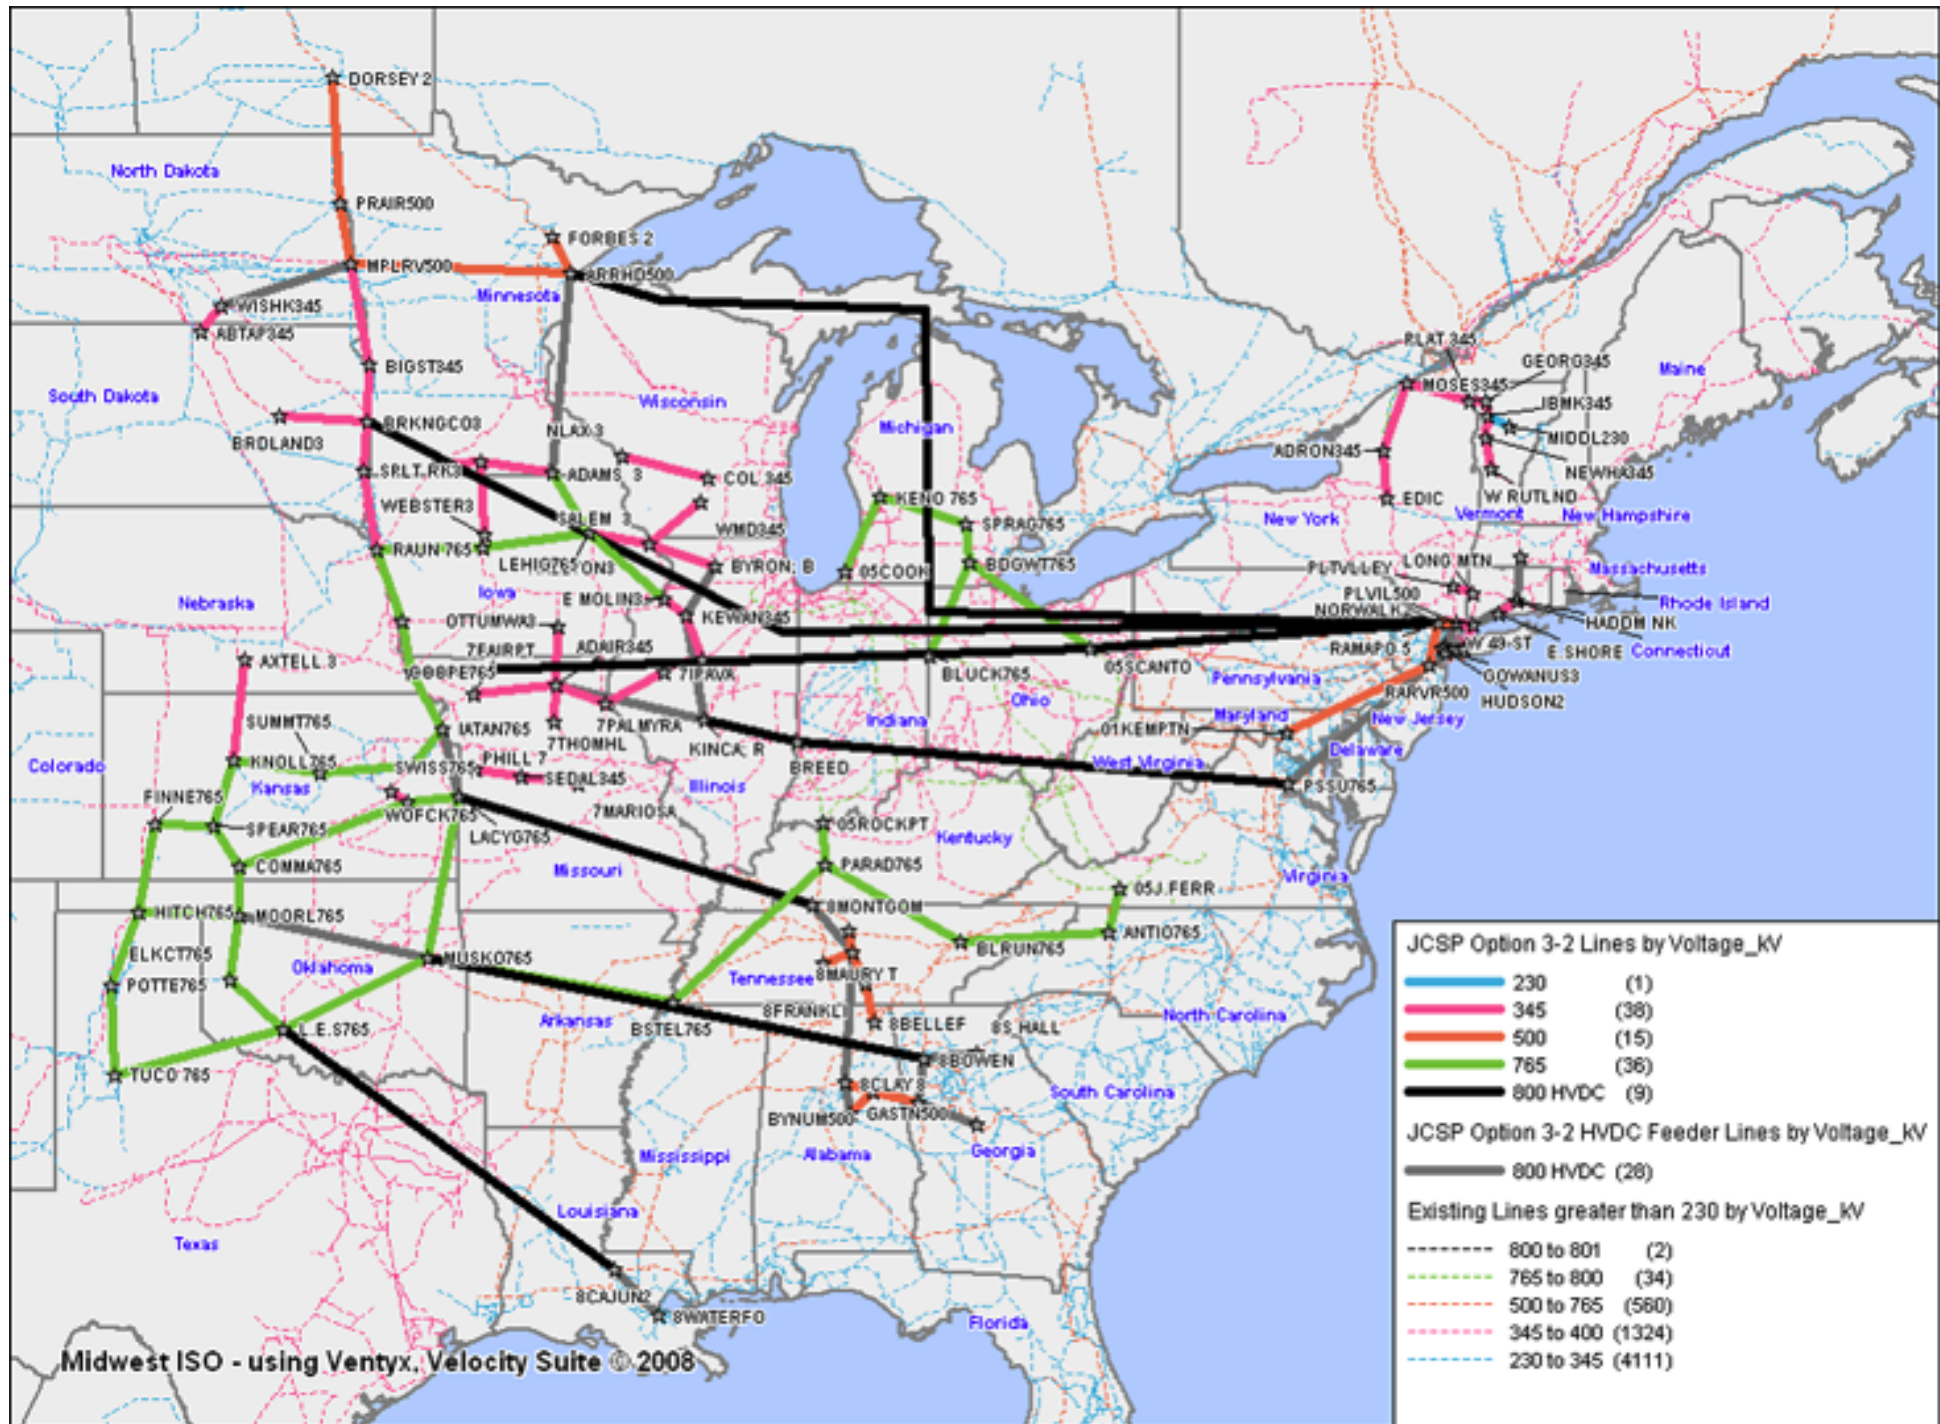 DORSEY 2
North Dakota
PRAIR500
FORBES 2
MPLRV500
ARRHD500
Minnesota
WISHK345
ABTAP345
PLAT 345
GEORG345
BIGST345
Maine
MOSES345
South Dakota
Wisconsin
JBMK345
BRKNGCO3
NLAX 3
Michigan
MIDDL230
BRDLAND3
ADRON345
NEWHA345
SPLT RK3
ADAMS 3
COL 345
KENO 765
EDIC
W RUTLND
WEBSTER3
SALEM 3
WMD345
SPRAG765
New York
Vermont
New Hampshire
RAUN 765
LEHIG765
BYRON; B
05COOK
BDGWT765
LONG MTN
PLTVLLEY
Massachusetts
Nebraska
Iowa
E MOLIN3
PLVIL500
Rhode Island
OTTUMWA3
KEWAN345
NORWALK
HADDM NK
7FAIRPT
ADAIR345
RAMAPO 5
W 49-ST
E.SHORE
Connecticut
AXTELL 3
COOPE765
7IPAVA
BLUCK765
05SCANTO
Pennsylvania
GOWANUS3
RARVR500
HUDSON2
Ohio
SUMMT765
IATAN765
7PALMYRA
Indiana
Maryland
New Jersey
7THOMHL
KINCA; R
01KEMPTN
Delaware
Colorado
KNOLL765
SWISS765
PHILL 7
BREED
West Virginia
Kansas
SEDAL345
Illinois
PSSU765
FINNE765
7MARIOSA
WOFCK765
SPEAR765
LACYG765
05ROCKPT
Kentucky
COMMA765
Missouri
PARAD765
Virginia
05J.FERR
HITCH765
MOORL765
8MONTGOM
ANTIO765
ELKCT765
BLRUN765
Oklahoma
MUSKO765
Tennessee
8MAURY T
POTTE765
8FRANKLI
North Carolina
Arkansas
BSTEL765
8BELLEF
8S HALL
L.E.S765
8BOWEN
TUCO 765
8CLAY 8
South Carolina
BYNUM500
GASTN500
Mississippi
Alabama
Georgia
Louisiana
Texas
8CAJUN2
8WATERFO
Florida
Midwest ISO - using Ventyx, Velocity Suite © 2008
JCSP Option 3-2 Lines by Voltage_kV
230 (1)
345 (38)
500 (15)
765 (36)
800 HVDC (9)
JCSP Option 3-2 HVDC Feeder Lines by Voltage_kV
800 HVDC (28)
Existing Lines greater than 230 by Voltage_kV
800 to 801 (2)
765 to 800 (34)
500 to 765 (560)
345 to 400 (1324)
230 to 345 (4111)